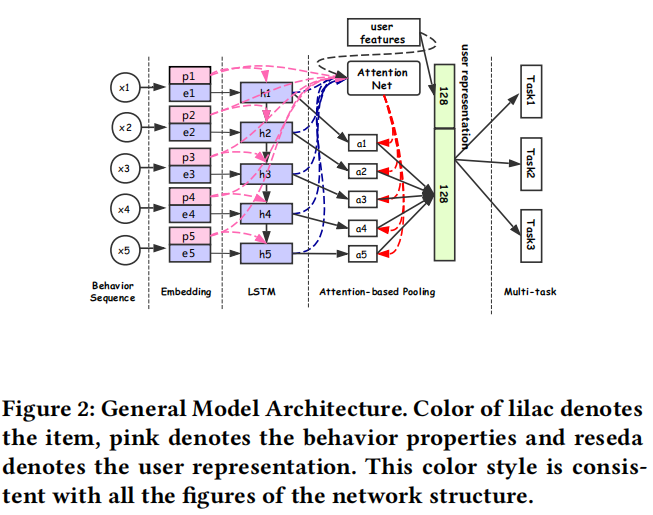 user
features
Attention
Net
user representation
128
128
x1
p1
e1
h1
a1
Task1
x2
p2
e2
h2
a2
Task2
x3
p3
e3
h3
a3
Task3
x4
p4
e4
h4
a4
x5
p5
e5
h5
a5
Behavior
Sequence
Embedding
LSTM
Attention-based Pooling
Multi-task
Figure 2: General Model Architecture. Color of lilac denotes
the item, pink denotes the behavior properties and reseda
denotes the user representation. This color style is consis-
tent with all the figures of the network structure.